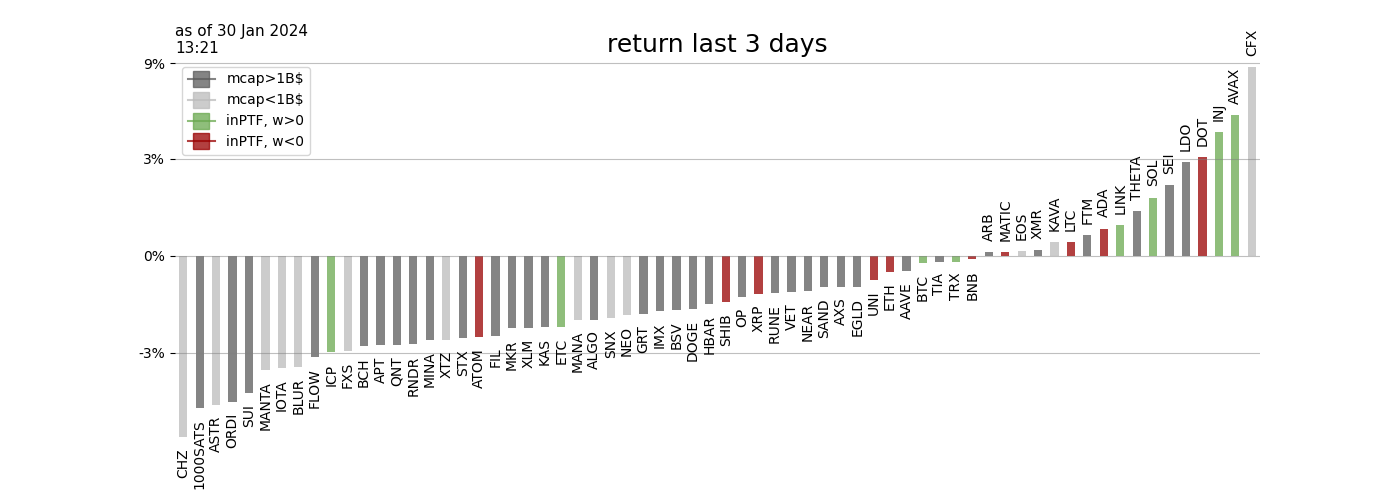 as of 30 Jan 2024
13:21
return last 3 days
mcap>1B$
mcap<1B$
inPTF, w>0
inPTF, w<0
9%
3%
0%
-3%
CHZ
1000SATS
ASTR
ORDI
SUI
MANTA
IOTA
BLUR
FLOW
ICP
FXS
BCH
APT
QNT
RNDR
MINA
XTZ
STX
ATOM
FIL
MKR
XLM
KAS
ETC
MANA
ALGO
SNX
NEO
GRT
IMX
BSV
DOGE
HBAR
SHIB
OP
XRP
RUNE
VET
NEAR
SAND
AXS
EGLD
UNI
ETH
AAVE
BTC
TIA
TRX
BNB
ARB
MATIC
EOS
XMR
KAVA
LTC
FTM
ADA
LINK
THETA
SOL
SEI
LDO
DOT
INJ
AVAX
CFX